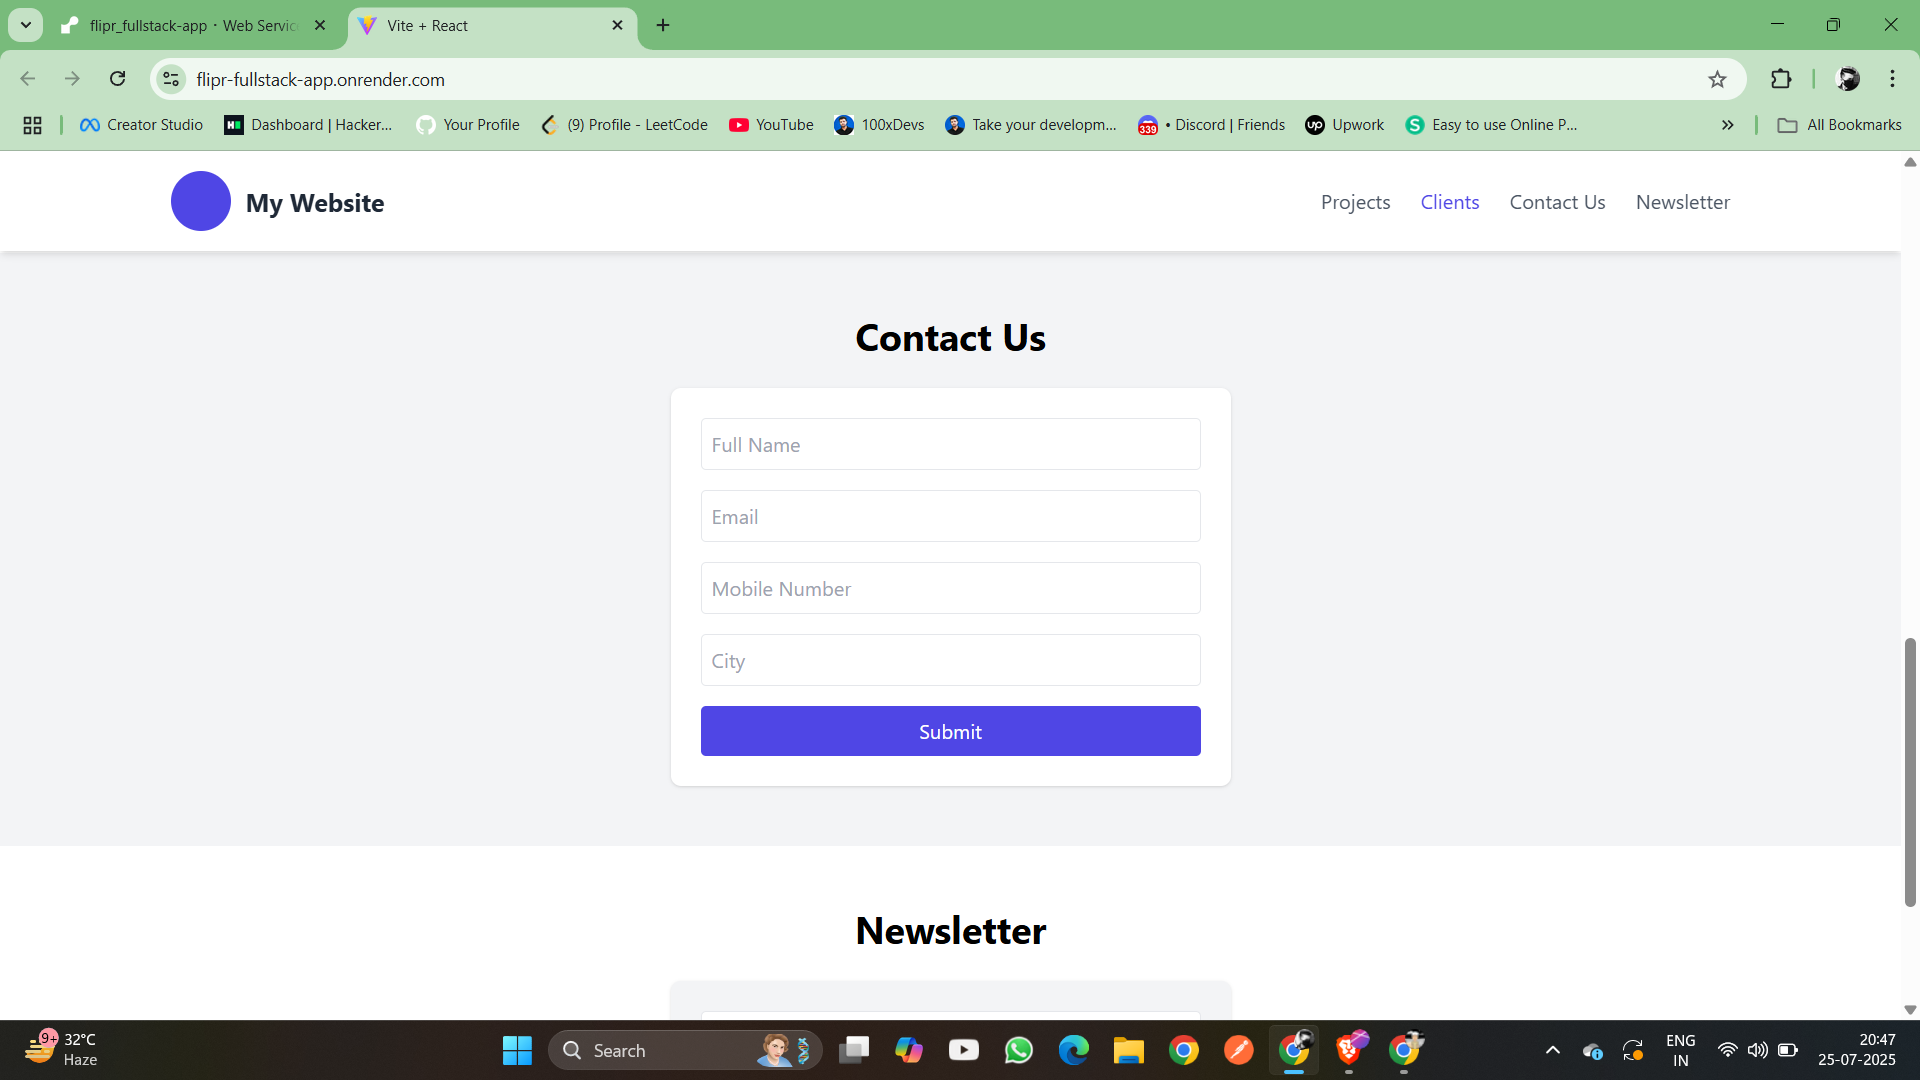 flipr_fullstack-app · Web Servic
Vite + React
flipr-fullstack-app.onrender.com
Creator Studio
Dashboard | Hacker...
Your Profile
(9) Profile - LeetCode
YouTube
100xDevs
Take your developm...
339
• Discord | Friends
up
Upwork
S
Easy to use Online P...
All Bookmarks
My Website
Projects
Clients
Contact Us
Newsletter
Contact Us
Full Name
Email
Mobile Number
City
Submit
Newsletter
9+
32°C
Haze
Search
ENG
IN
20:47
25-07-2025